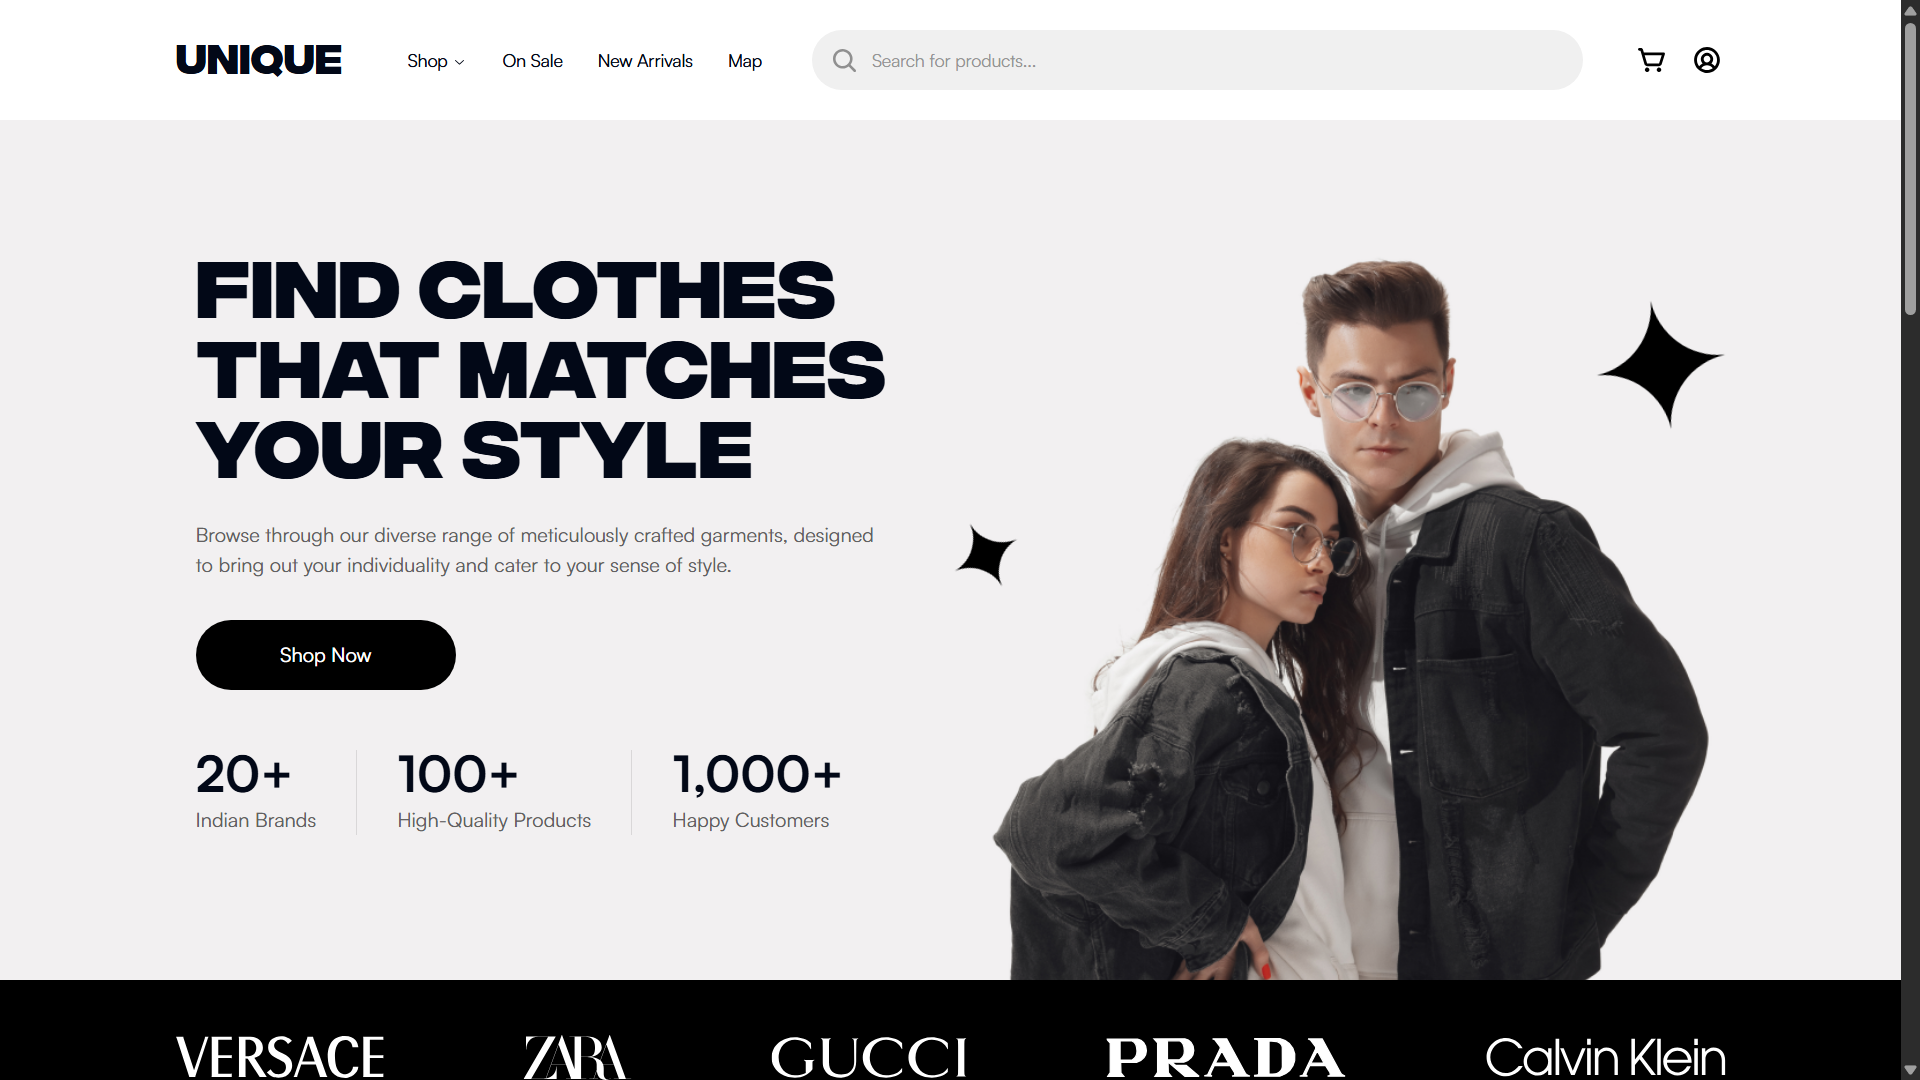 UNIQUE
Shop
On Sale
New Arrivals
Map
Search for products...
FIND CLOTHES
THAT MATCHES
YOUR STYLE
Browse through our diverse range of meticulously crafted garments, designed
to bring out your individuality and cater to your sense of style.
Shop Now
20+
Indian Brands
100+
High-Quality Products
1,000+
Happy Customers
VERSACE
ZARA
GUCCI
PRADA
Calvin Klein